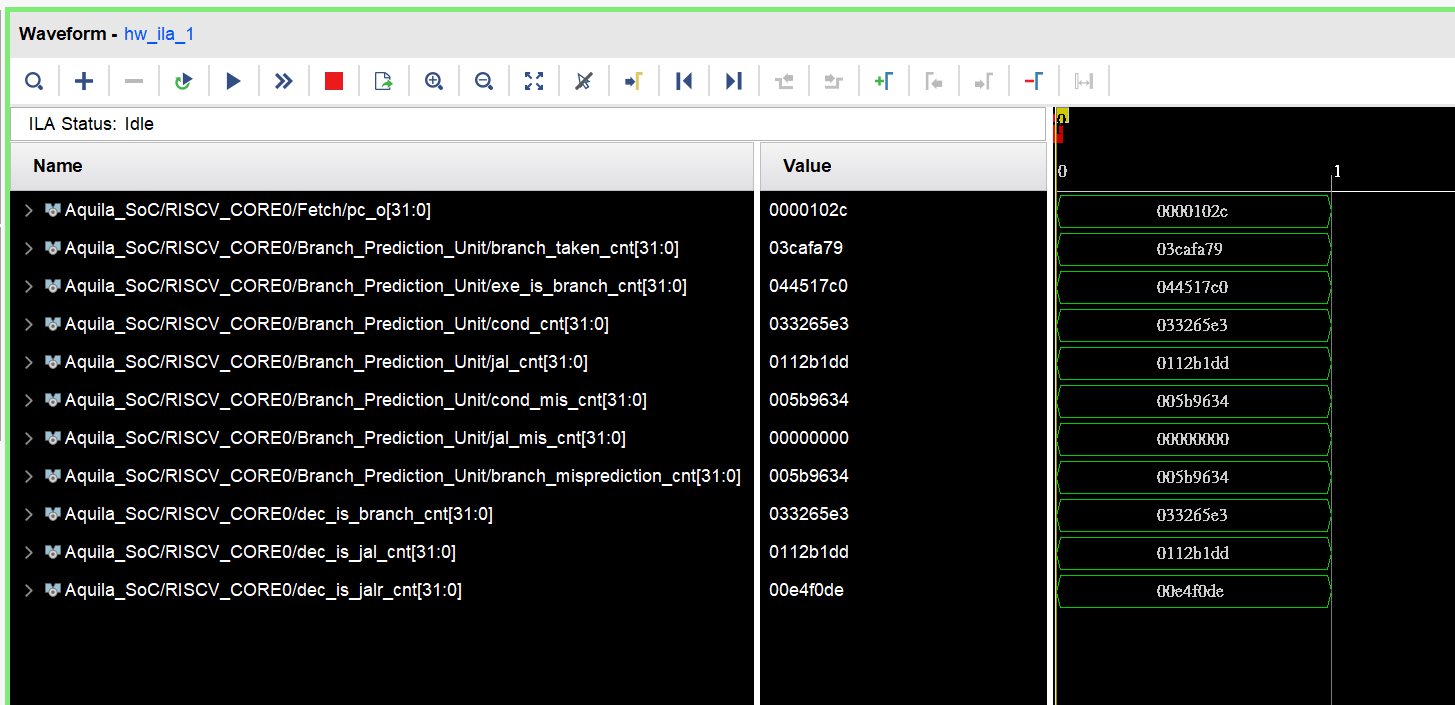 Waveform - hw_ila_1
ILA Status: Idle
Name Value
0 1
Aquila_SoC/RISCV_CORE0/Fetch/pc_o[31:0] 0000102c 0000102c
Aquila_SoC/RISCV_CORE0/Branch_Prediction_Unit/branch_taken_cnt[31:0] 03cafa79 03cafa79
Aquila_SoC/RISCV_CORE0/Branch_Prediction_Unit/exe_is_branch_cnt[31:0] 044517c0 044517c0
Aquila_SoC/RISCV_CORE0/Branch_Prediction_Unit/cond_cnt[31:0] 033265e3 033265e3
Aquila_SoC/RISCV_CORE0/Branch_Prediction_Unit/jal_cnt[31:0] 0112b1dd 0112b1dd
Aquila_SoC/RISCV_CORE0/Branch_Prediction_Unit/cond_mis_cnt[31:0] 005b9634 005b9634
Aquila_SoC/RISCV_CORE0/Branch_Prediction_Unit/jal_mis_cnt[31:0] 00000000 00000000
Aquila_SoC/RISCV_CORE0/Branch_Prediction_Unit/branch_misprediction_cnt[31:0] 005b9634 005b9634
Aquila_SoC/RISCV_CORE0/dec_is_branch_cnt[31:0] 033265e3 033265e3
Aquila_SoC/RISCV_CORE0/dec_is_jal_cnt[31:0] 0112b1dd 0112b1dd
Aquila_SoC/RISCV_CORE0/dec_is_jalr_cnt[31:0] 00e4f0de 00e4f0de